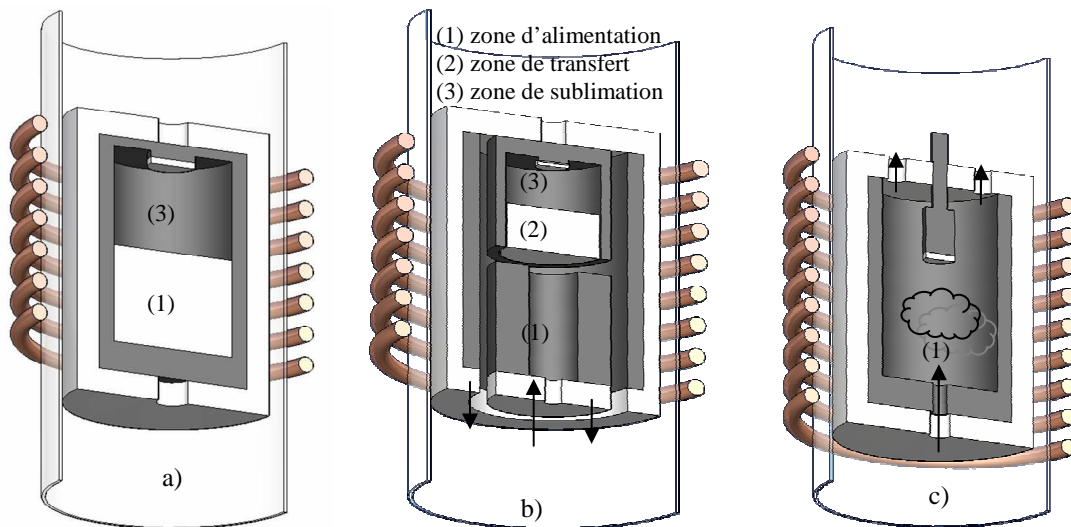 (1) zone d’alimentation
(2) zone de transfert
(3) zone de sublimation
(3)
(1)
a)
(3)
(2)
(1)
b)
(1)
c)